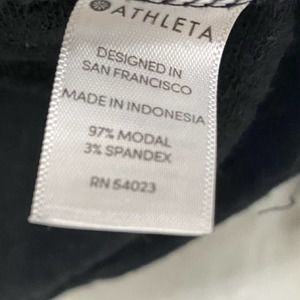 ATHLETA
DESIGNED IN
SAN FRANCISCO
MADE IN INDONESIA
97% MODAL
3% SPANDEX
RN 54023